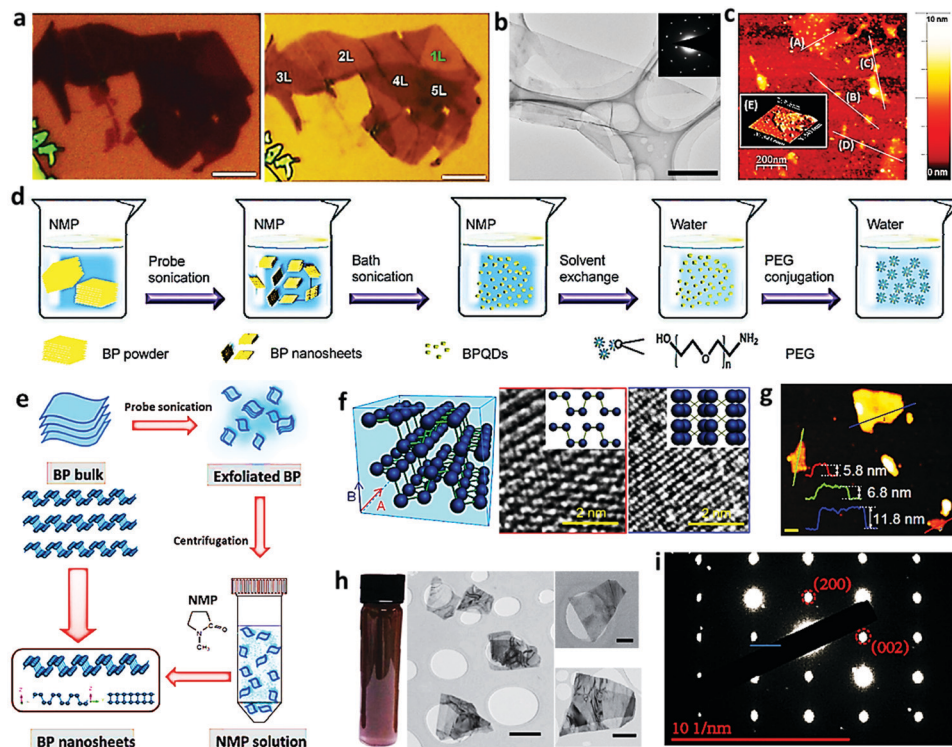 a
3L
2L
1L
4L
5L
b
c
(A)
(C)
(B)
(D)
(E)
200nm
10 nm
0 nm
d
NMP
Probe
sonication
NMP
Bath
sonication
NMP
Solvent
exchange
Water
PEG
conjugation
Water
BP powder
BP nanosheets
BPQDs
HO
O
n
NH₂
PEG
e
Probe sonication
BP bulk
Exfoliated BP
Centrifugation
NMP
N
O
CH₃
BP nanosheets
NMP solution
f
B
A
2 nm
2 nm
g
5.8 nm
6.8 nm
11.8 nm
h
i
(200)
(002)
10 1/nm